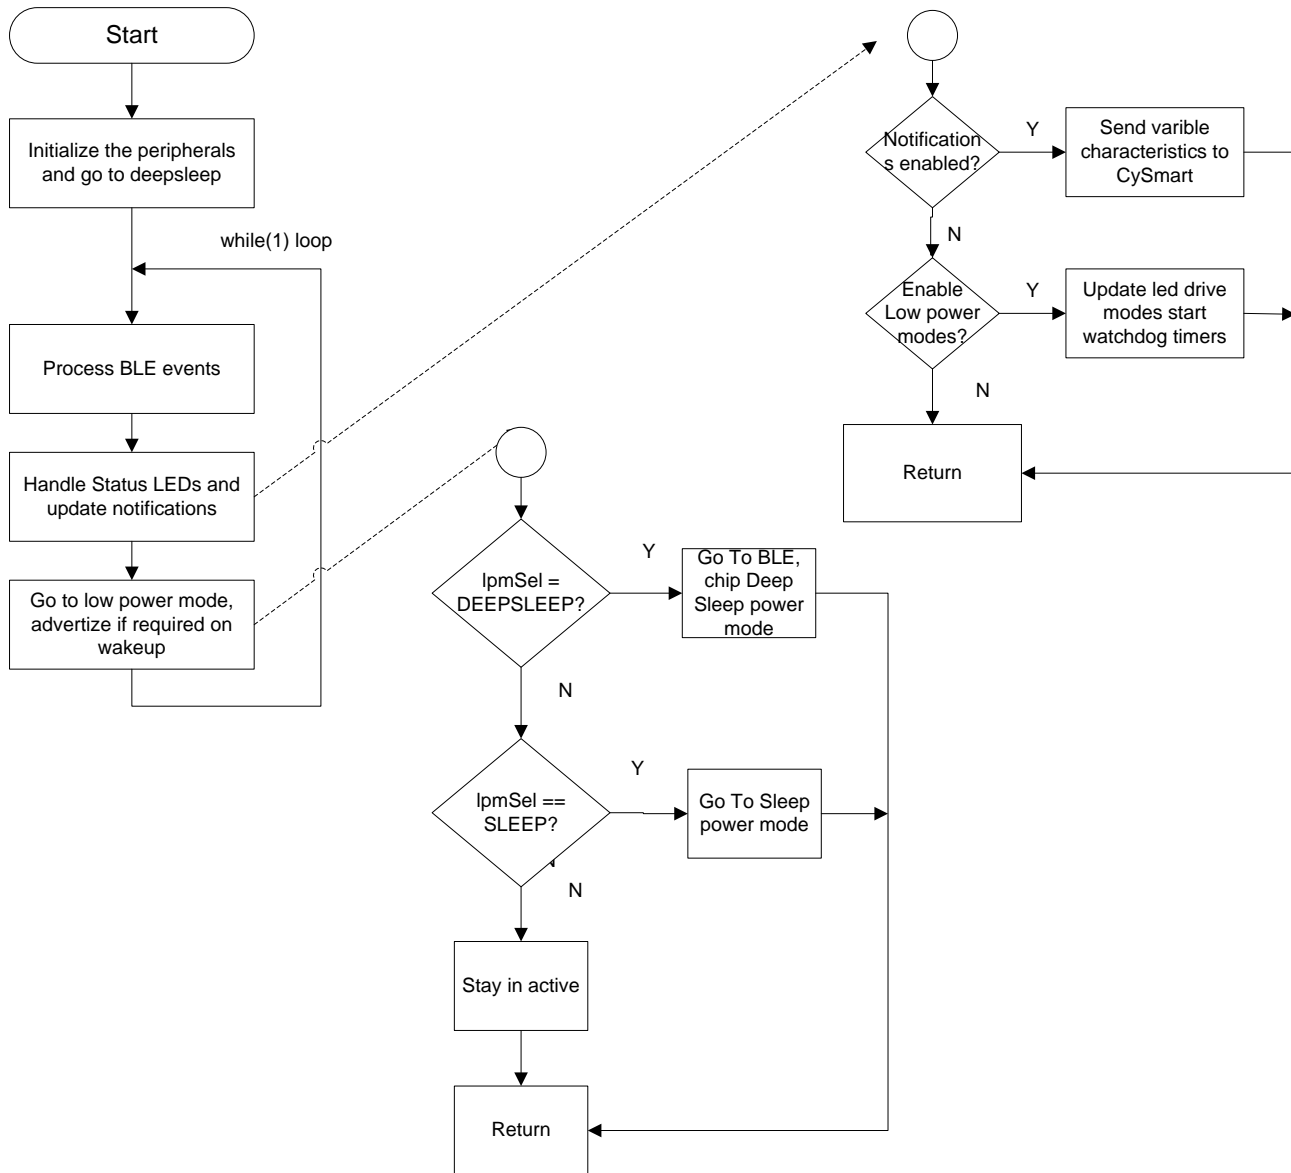 Start
Initialize the peripherals
and go to deepsleep
while(1) loop
Process BLE events
Handle Status LEDs and
update notifications
Go to low power mode,
advertize if required on
wakeup
Notification
s enabled?
Y
Send varible
characteristics to
CySmart
N
Enable
Low power
modes?
Y
Update led drive
modes start
watchdog timers
N
Return
lpmSel =
DEEPSLEEP?
Y
Go To BLE,
chip Deep
Sleep power
mode
N
lpmSel ==
SLEEP?
Y
Go To Sleep
power mode
N
Stay in active
Return